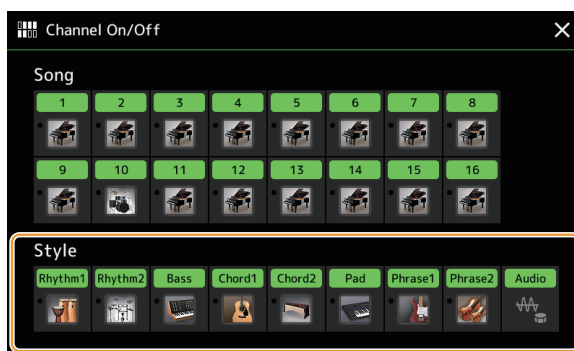 Channel On/Off
Song
1 2 3 4 5 6 7 8
9 10 11 12 13 14 15 16
Style
Rhythm1 Rhythm2 Bass Chord1 Chord2 Pad Phrase1 Phrase2 Audio